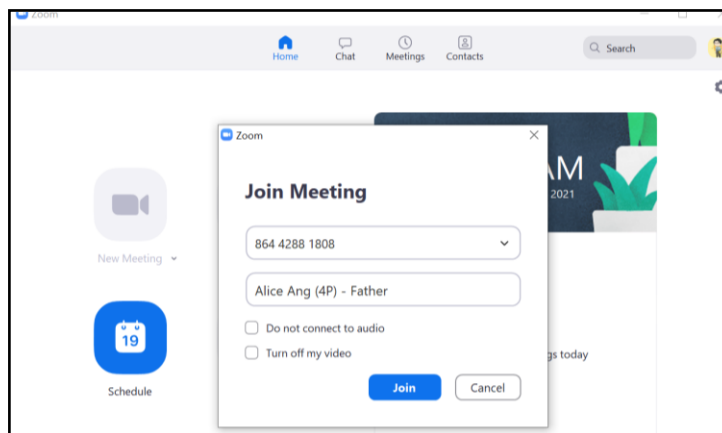 Zoom
Home
Chat
Meetings
Contacts
Search
Zoom
AM
2021
Join Meeting
864 4288 1808
New Meeting
Alice Ang (4P) - Father
Do not connect to audio
19
Turn off my video
gs today
Join
Cancel
Schedule